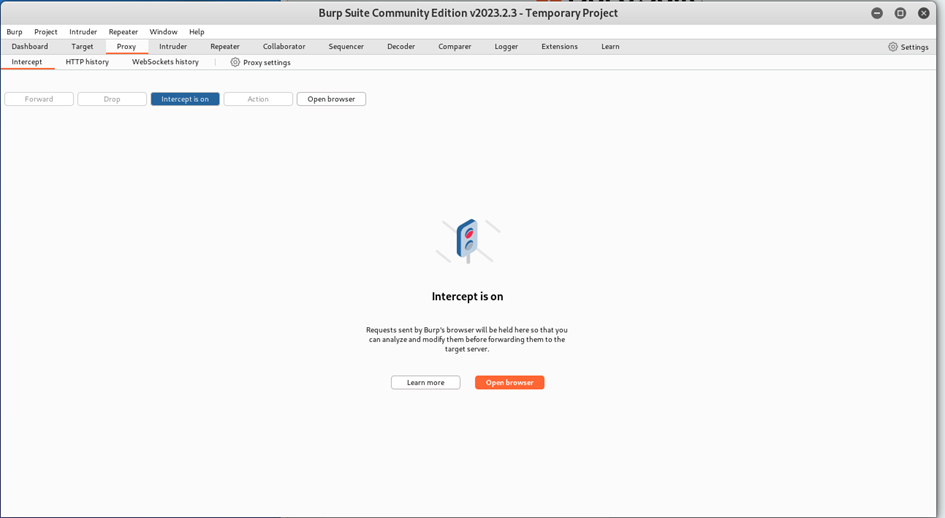 Burp Suite Community Edition v2023.2.3 - Temporary Project
Burp Project Intruder Repeater Window Help
Dashboard Target Proxy Intruder Repeater Collaborator Sequencer Decoder Comparer Logger Extensions Learn Settings
Intercept HTTP history WebSockets history Proxy settings
Forward Drop Intercept is on Action Open browser
Intercept is on
Requests sent by Burp's browser will be held here so that you
can analyze and modify them before forwarding them to the
target server.
Learn more Open browser